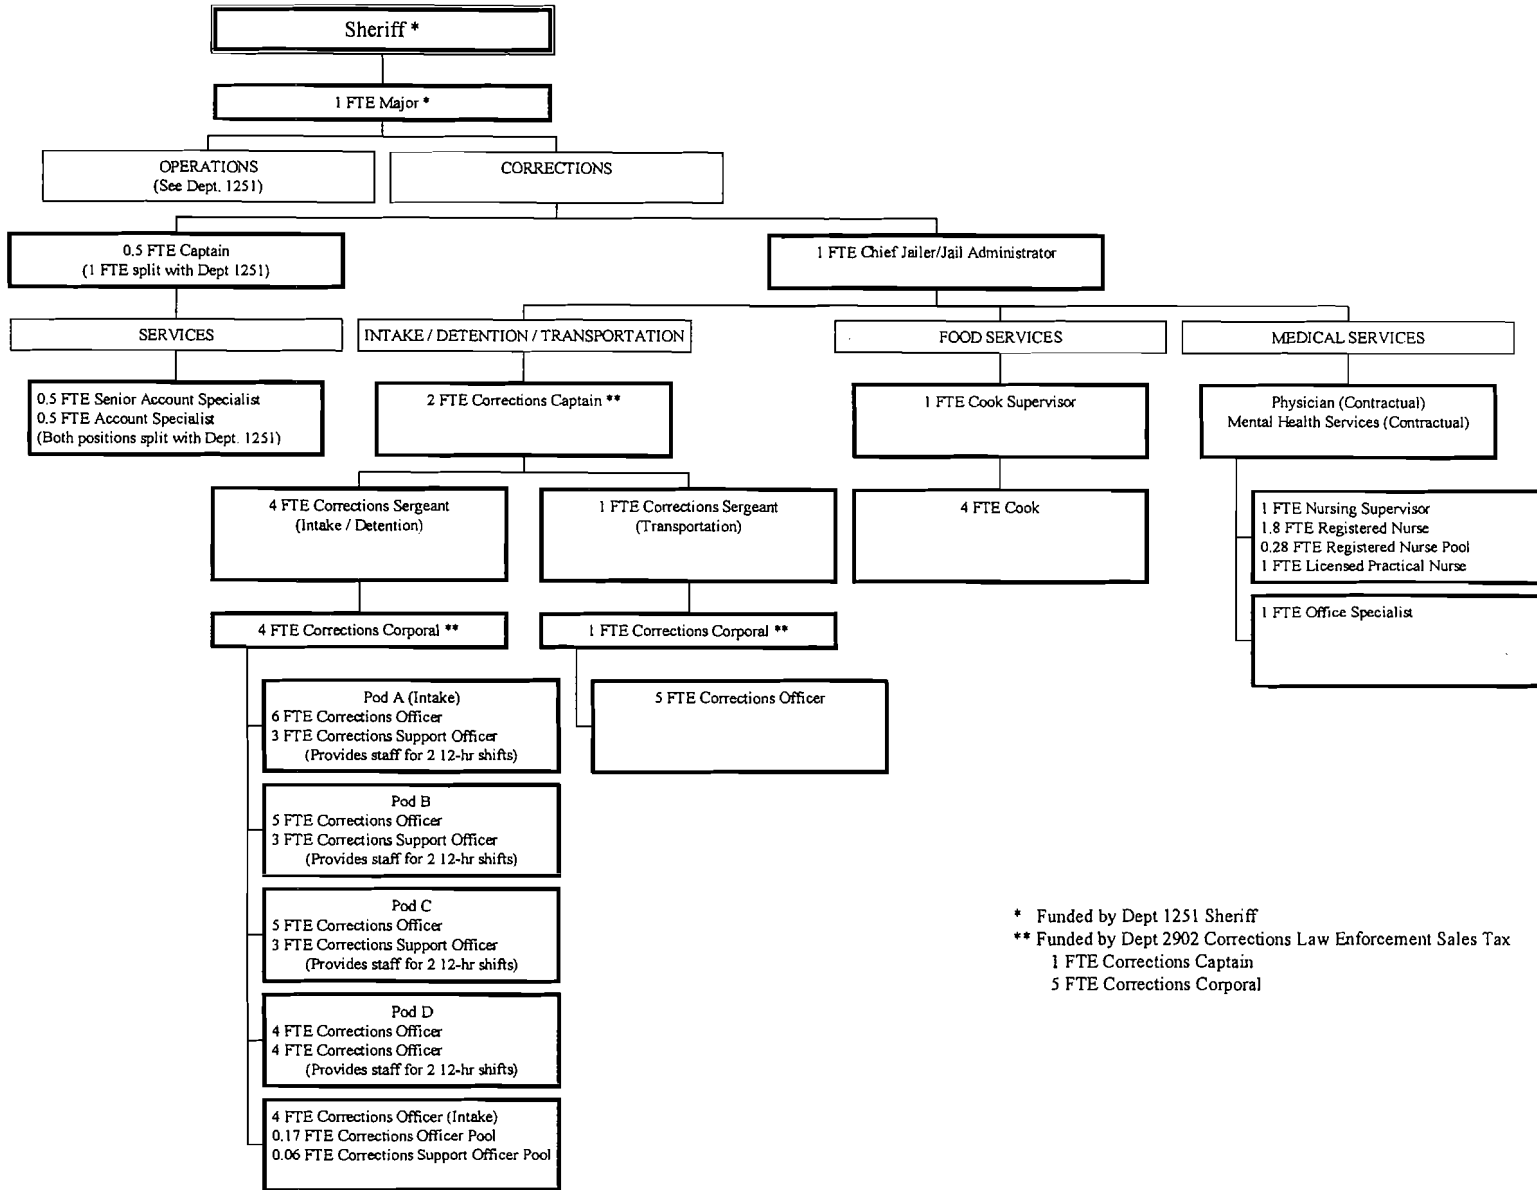 Sheriff *
1 FTE Major *
OPERATIONS
(See Dept. 1251)
CORRECTIONS
0.5 FTE Captain
(1 FTE split with Dept 1251)
1 FTE Chief Jailer/Jail Administrator
SERVICES
INTAKE / DETENTION / TRANSPORTATION
FOOD SERVICES
MEDICAL SERVICES
0.5 FTE Senior Account Specialist
0.5 FTE Account Specialist
(Both positions split with Dept. 1251)
2 FTE Corrections Captain **
1 FTE Cook Supervisor
Physician (Contractual)
Mental Health Services (Contractual)
4 FTE Corrections Sergeant
(Intake / Detention)
1 FTE Corrections Sergeant
(Transportation)
4 FTE Cook
1 FTE Nursing Supervisor
1.8 FTE Registered Nurse
0.28 FTE Registered Nurse Pool
1 FTE Licensed Practical Nurse
1 FTE Office Specialist
4 FTE Corrections Corporal **
1 FTE Corrections Corporal **
Pod A (Intake)
6 FTE Corrections Officer
3 FTE Corrections Support Officer
(Provides staff for 2 12-hr shifts)
5 FTE Corrections Officer
Pod B
5 FTE Corrections Officer
3 FTE Corrections Support Officer
(Provides staff for 2 12-hr shifts)
Pod C
5 FTE Corrections Officer
3 FTE Corrections Support Officer
(Provides staff for 2 12-hr shifts)
Pod D
4 FTE Corrections Officer
4 FTE Corrections Officer
(Provides staff for 2 12-hr shifts)
4 FTE Corrections Officer (Intake)
0.17 FTE Corrections Officer Pool
0.06 FTE Corrections Support Officer Pool
* Funded by Dept 1251 Sheriff
** Funded by Dept 2902 Corrections Law Enforcement Sales Tax
1 FTE Corrections Captain
5 FTE Corrections Corporal